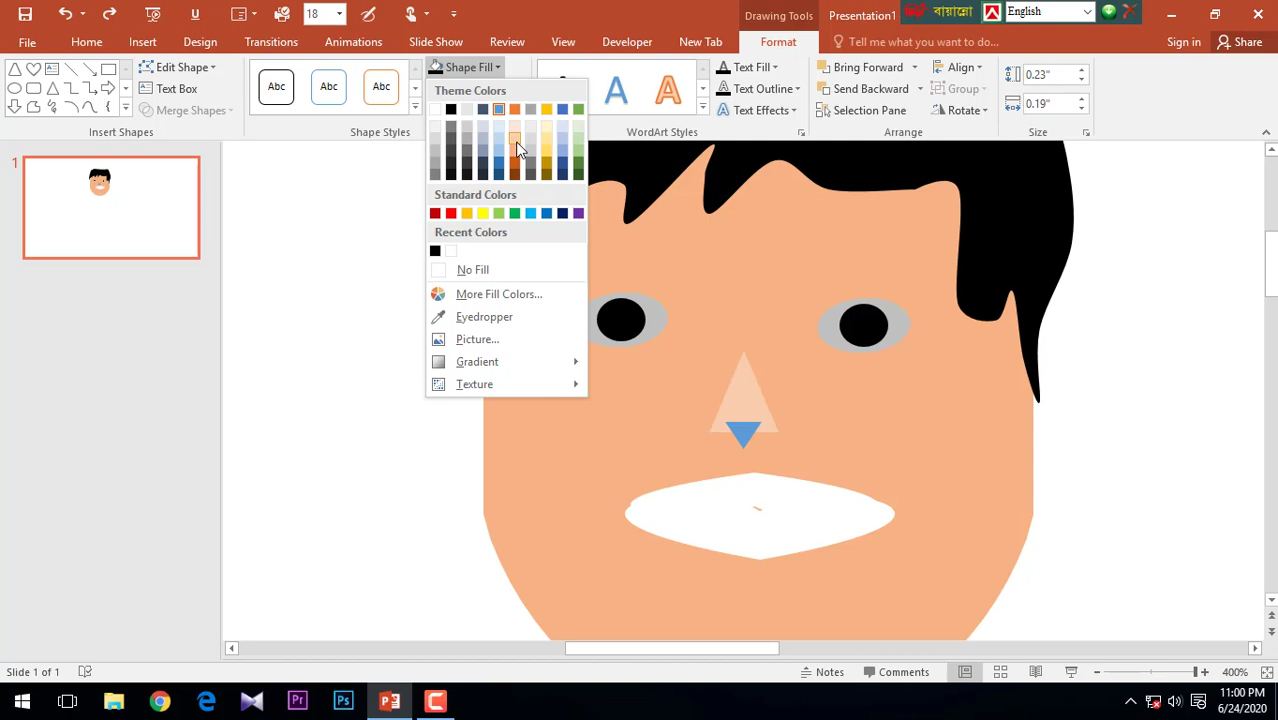 18
Drawing Tools
Presentation1
বায়ান্নো
English
File
Home
Insert
Design
Transitions
Animations
Slide Show
Review
View
Developer
New Tab
Format
Tell me what you want to do...
Sign in
Share
Edit Shape
Text Box
Merge Shapes
Insert Shapes
Abc
Abc
Abc
Shape Styles
Shape Fill
Theme Colors
Standard Colors
Recent Colors
No Fill
More Fill Colors...
Eyedropper
Picture...
Gradient
Texture
A
A
Text Fill
Text Outline
Text Effects
WordArt Styles
Bring Forward
Send Backward
Selection Pane
Align
Group
Rotate
Arrange
0.23"
0.19"
Size
1
Slide 1 of 1
Notes
Comments
400%
Pr
Ps
11:00 PM
6/24/2020